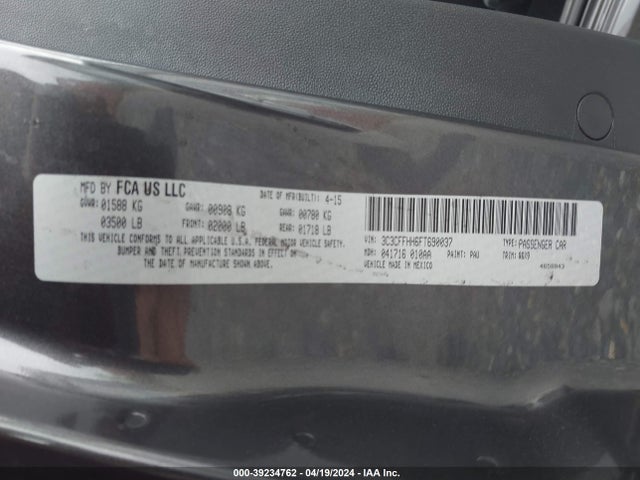 MFD BY FCA US LLC
DATE OF MFR(BUILT): 4-15
GVWR: 01588 KG GAWR: 00908 KG GAWR: 00780 KG
03500 LB FRONT: 02000 LB REAR: 01718 LB
THIS VEHICLE CONFORMS TO ALL APPLICABLE U.S.A. FEDERAL MOTOR VEHICLE SAFETY,
BUMPER AND THEFT PREVENTION STANDARDS IN EFFECT ON
THE DATE OF MANUFACTURE SHOWN ABOVE.
VIN: 3C3CFFHH6FT690037 TYPE: PASSENGER CAR
MDH: 041716 010AA PAINT: PAU TRIM: A6X9
VEHICLE MADE IN MEXICO 4658843
000-39234762 - 04/19/2024 - IAA Inc.